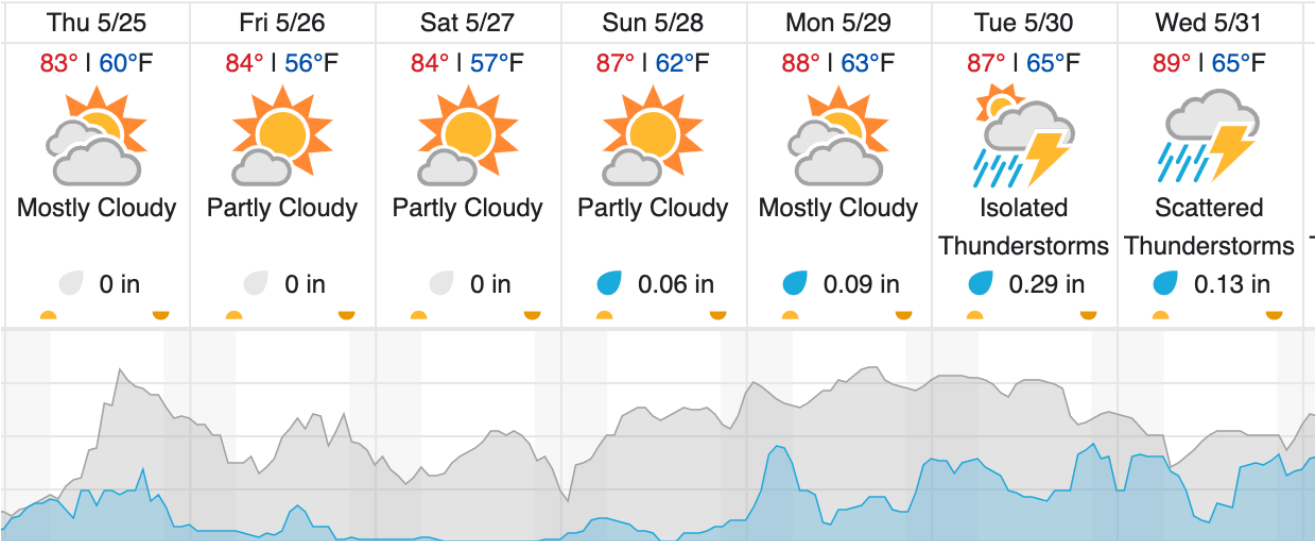 Thu 5/25 Fri 5/26 Sat 5/27 Sun 5/28 Mon 5/29 Tue 5/30 Wed 5/31
83° | 60°F 84° | 56°F 84° | 57°F 87° | 62°F 88° | 63°F 87° | 65°F 89° | 65°F
Mostly Cloudy Partly Cloudy Partly Cloudy Partly Cloudy Mostly Cloudy Isolated Scattered
Thunderstorms Thunderstorms
0 in 0 in 0 in 0.06 in 0.09 in 0.29 in 0.13 in